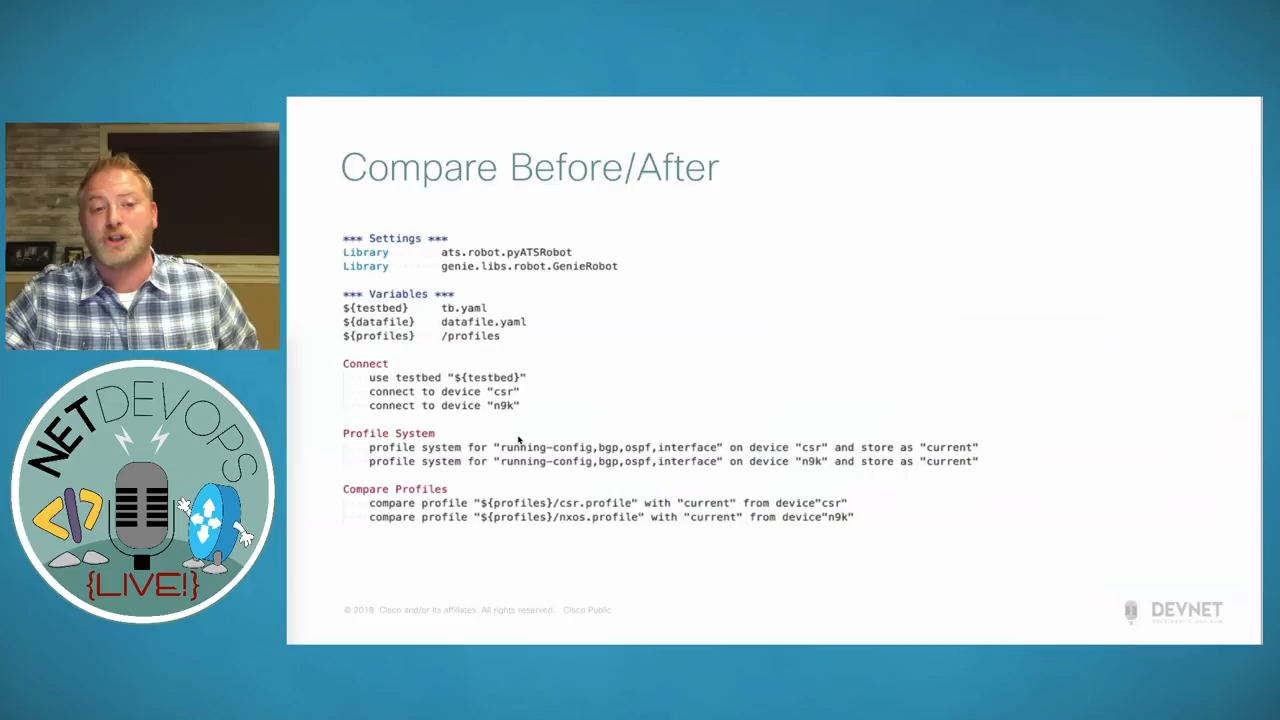 Compare Before/After
*** Settings ***
Library ats.robot.pyATSRobot
Library genie.libs.robot.GenieRobot
*** Variables ***
${testbed} tb.yaml
${datafile} datafile.yaml
${profiles} /profiles
Connect
use testbed "${testbed}"
connect to device "csr"
connect to device "n9k"
Profile System
profile system for "running-config,bgp,ospf,interface" on device "csr" and store as "current"
profile system for "running-config,bgp,ospf,interface" on device "n9k" and store as "current"
Compare Profiles
compare profile "${profiles}/csr.profile" with "current" from device"csr"
compare profile "${profiles}/nxos.profile" with "current" from device"n9k"
© 2018 Cisco and/or its affiliates. All rights reserved. Cisco Public
DEVNET
NETDEVOPS
</>
{LIVE!}